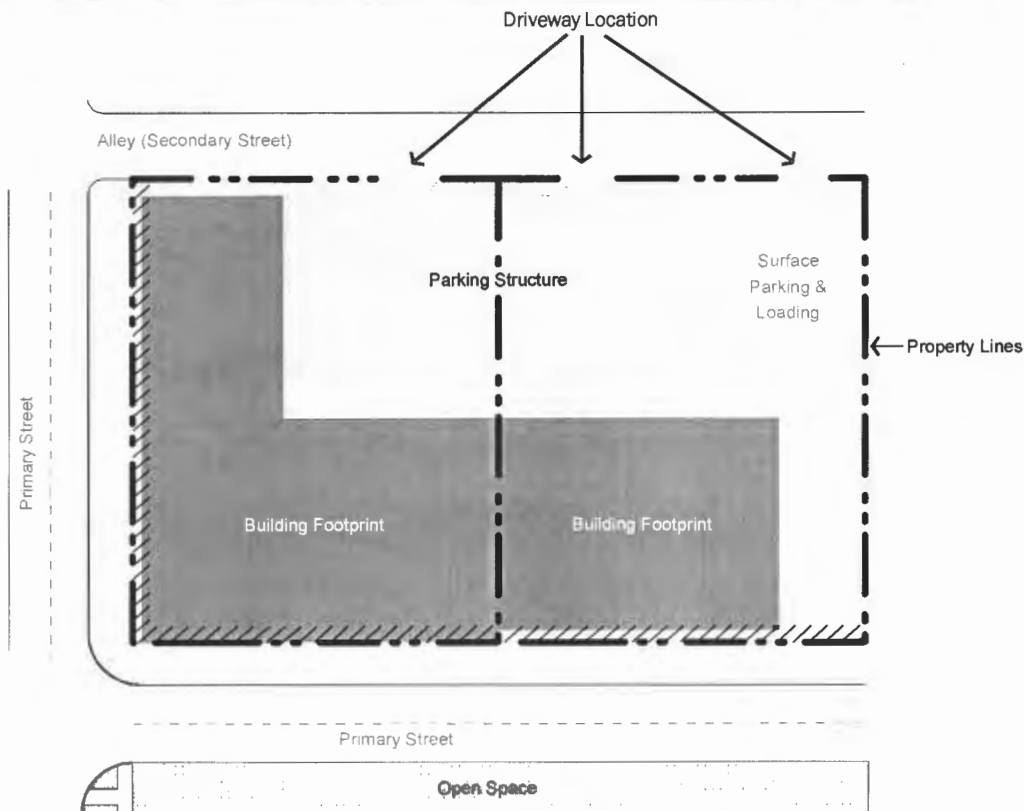 Driveway Location
Alley (Secondary Street)
Parking Structure
Surface
Parking &
Loading
Property Lines
Primary Street
Building Footprint
Building Footprint
Primary Street
Open Space